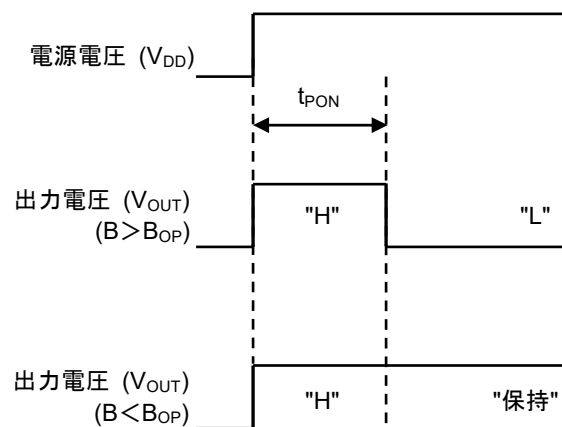 電源電圧 (VDD)
tPON
出力電圧 (VOUT)
(B＞BOP)
"H"
"L"
出力電圧 (VOUT)
(B＜BOP)
"H"
"保持"